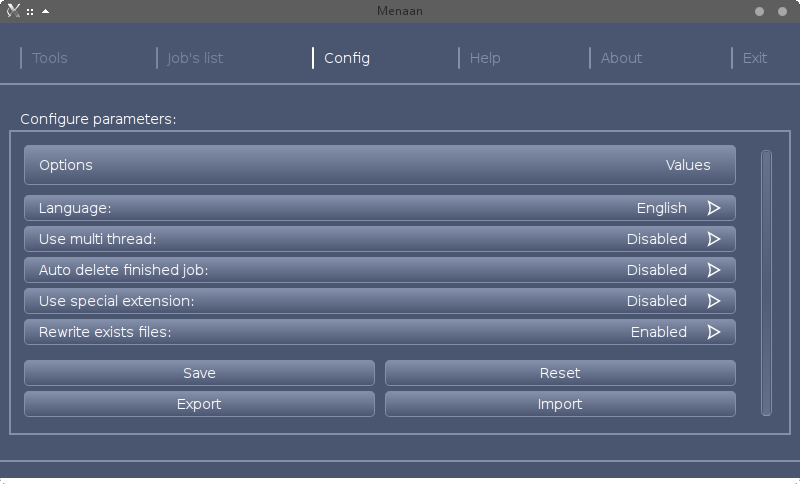 Menaan
Tools Job's list Config Help About Exit
Configure parameters:
Options Values
Language: English
Use multi thread: Disabled
Auto delete finished job: Disabled
Use special extension: Disabled
Rewrite exists files: Enabled
Save Reset
Export Import